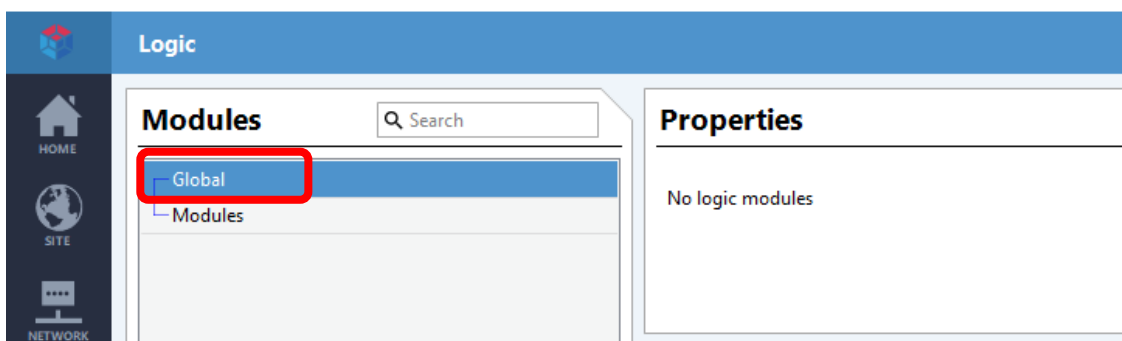 Logic
HOME
SITE
NETWORK
Modules
Search
Global
Modules
Properties
No logic modules